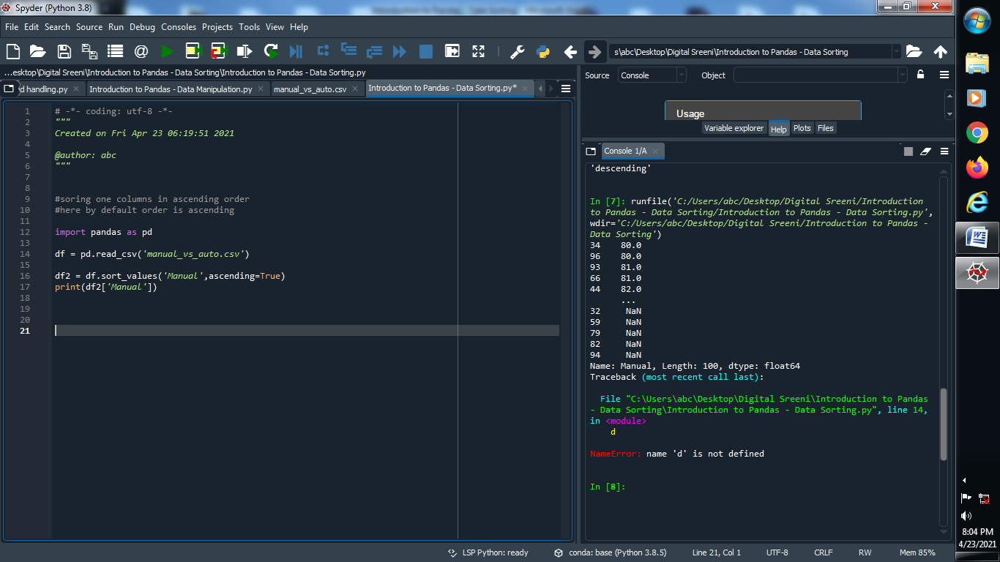 Spyder (Python 3.8)
File Edit Search Source Run Debug Consoles Projects Tools View Help
s\abc\Desktop\Digital Sreeni\Introduction to Pandas - Data Sorting
...esktop\Digital Sreeni\Introduction to Pandas - Data Sorting\Introduction to Pandas - Data Sorting.py
d handling.py Introduction to Pandas - Data Manipulation.py manual_vs_auto.csv Introduction to Pandas - Data Sorting.py*
1 # -*- coding: utf-8 -*-
2 """
3 Created on Fri Apr 23 06:19:51 2021
4
5 @author: abc
6 """
7
8
9 #soring one columns in ascending order
10 #here by default order is ascending
11
12 import pandas as pd
13
14 df = pd.read_csv('manual_vs_auto.csv')
15
16 df2 = df.sort_values('Manual',ascending=True)
17 print(df2['Manual'])
18
19
20
21
Source Console Object
Usage
Variable explorer Help Plots Files
Console 1/A
'descending'
In [7]: runfile('C:/Users/abc/Desktop/Digital Sreeni/Introduction
to Pandas - Data Sorting/Introduction to Pandas - Data Sorting.py',
wdir='C:/Users/abc/Desktop/Digital Sreeni/Introduction to Pandas -
Data Sorting')
34 80.0
96 80.0
93 81.0
66 81.0
44 82.0
...
32 NaN
59 NaN
79 NaN
82 NaN
94 NaN
Name: Manual, Length: 100, dtype: float64
Traceback (most recent call last):
File "C:\Users\abc\Desktop\Digital Sreeni\Introduction to Pandas
- Data Sorting\Introduction to Pandas - Data Sorting.py", line 14,
in <module>
d
NameError: name 'd' is not defined
In [8]:
LSP Python: ready conda: base (Python 3.8.5) Line 21, Col 1 UTF-8 CRLF RW Mem 85%
8:04 PM
4/23/2021